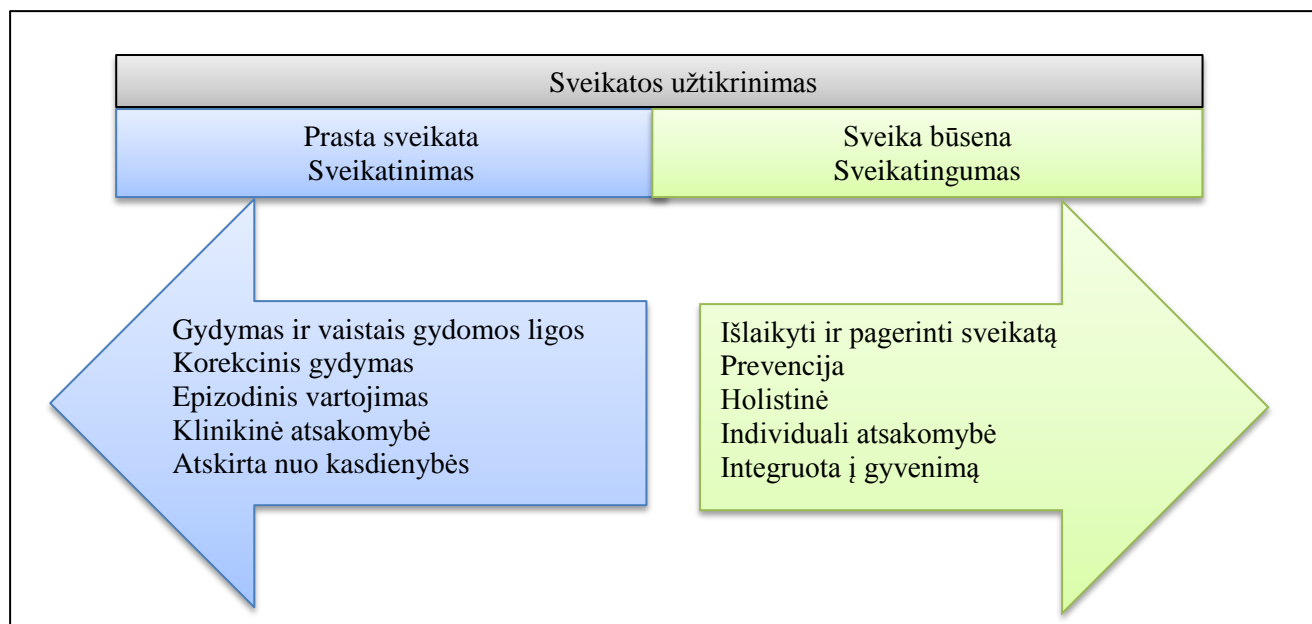 Sveikatos užtikrinimas
Prasta sveikata
Sveikatinimas
Sveika būsena
Sveikatingumas
Gydymas ir vaistais gydomos ligos
Korekcinis gydymas
Epizodinis vartojimas
Klinikinė atsakomybė
Atskirta nuo kasdienybės
Išlaikyti ir pagerinti sveikatą
Prevencija
Holistinė
Individuali atsakomybė
Integruota į gyvenimą